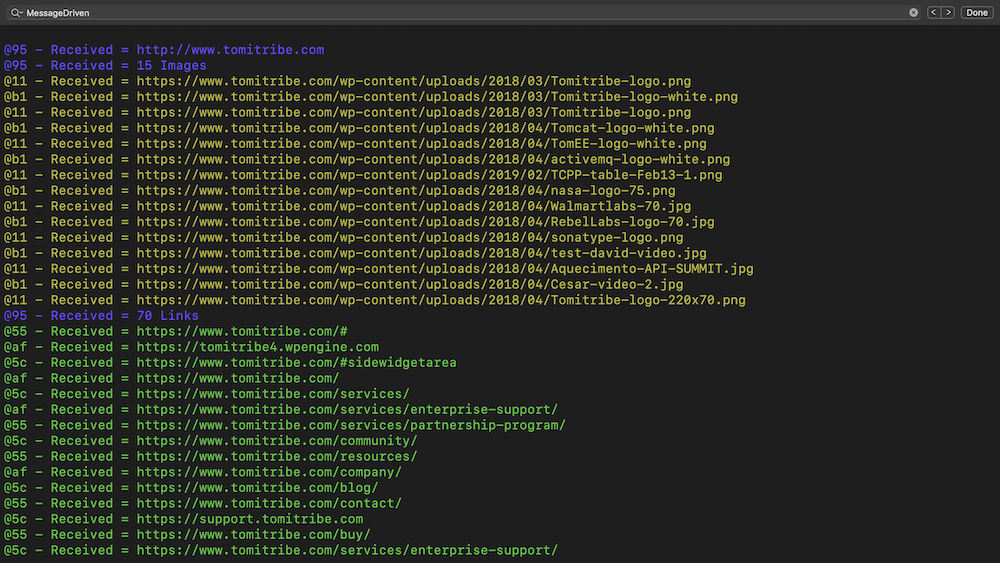 MessageDriven
Done
@95 - Received = http://www.tomitribe.com
@95 - Received = 15 Images
@11 - Received = https://www.tomitribe.com/wp-content/uploads/2018/03/Tomitribe-logo.png
@b1 - Received = https://www.tomitribe.com/wp-content/uploads/2018/03/Tomitribe-logo-white.png
@11 - Received = https://www.tomitribe.com/wp-content/uploads/2018/03/Tomitribe-logo.png
@b1 - Received = https://www.tomitribe.com/wp-content/uploads/2018/04/Tomcat-logo-white.png
@11 - Received = https://www.tomitribe.com/wp-content/uploads/2018/04/TomEE-logo-white.png
@b1 - Received = https://www.tomitribe.com/wp-content/uploads/2018/04/activemq-logo-white.png
@11 - Received = https://www.tomitribe.com/wp-content/uploads/2019/02/TCPP-table-Feb13-1.png
@b1 - Received = https://www.tomitribe.com/wp-content/uploads/2018/04/nasa-logo-75.png
@11 - Received = https://www.tomitribe.com/wp-content/uploads/2018/04/Walmartlabs-70.jpg
@b1 - Received = https://www.tomitribe.com/wp-content/uploads/2018/04/RebelLabs-logo-70.jpg
@11 - Received = https://www.tomitribe.com/wp-content/uploads/2018/04/sonatype-logo.png
@b1 - Received = https://www.tomitribe.com/wp-content/uploads/2018/04/test-david-video.jpg
@11 - Received = https://www.tomitribe.com/wp-content/uploads/2018/04/Aquecimento-API-SUMMIT.jpg
@b1 - Received = https://www.tomitribe.com/wp-content/uploads/2018/04/Cesar-video-2.jpg
@11 - Received = https://www.tomitribe.com/wp-content/uploads/2018/04/Tomitribe-logo-220x70.png
@95 - Received = 70 Links
@55 - Received = https://www.tomitribe.com/#
@af - Received = https://tomitribe4.wpengine.com
@5c - Received = https://www.tomitribe.com/#sidewidgetarea
@af - Received = https://www.tomitribe.com/
@5c - Received = https://www.tomitribe.com/services/
@af - Received = https://www.tomitribe.com/services/enterprise-support/
@55 - Received = https://www.tomitribe.com/services/partnership-program/
@5c - Received = https://www.tomitribe.com/community/
@55 - Received = https://www.tomitribe.com/resources/
@af - Received = https://www.tomitribe.com/company/
@5c - Received = https://www.tomitribe.com/blog/
@55 - Received = https://www.tomitribe.com/contact/
@5c - Received = https://support.tomitribe.com
@55 - Received = https://www.tomitribe.com/buy/
@5c - Received = https://www.tomitribe.com/services/enterprise-support/